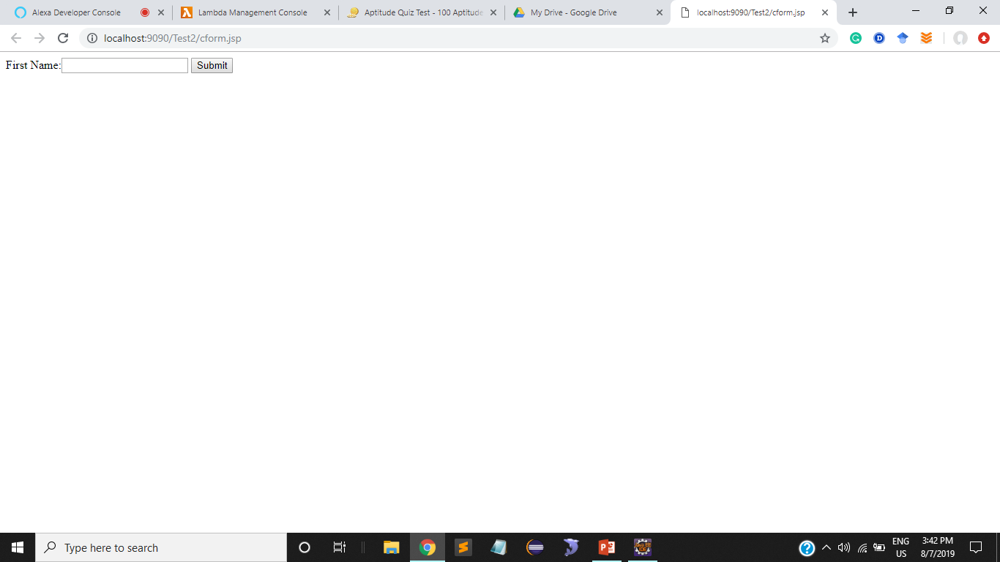 Alexa Developer Console
Lambda Management Console
Aptitude Quiz Test - 100 Aptitude
My Drive - Google Drive
localhost:9090/Test2/cform.jsp
localhost:9090/Test2/cform.jsp
First Name:
Submit
Type here to search
ENG
US
3:42 PM
8/7/2019